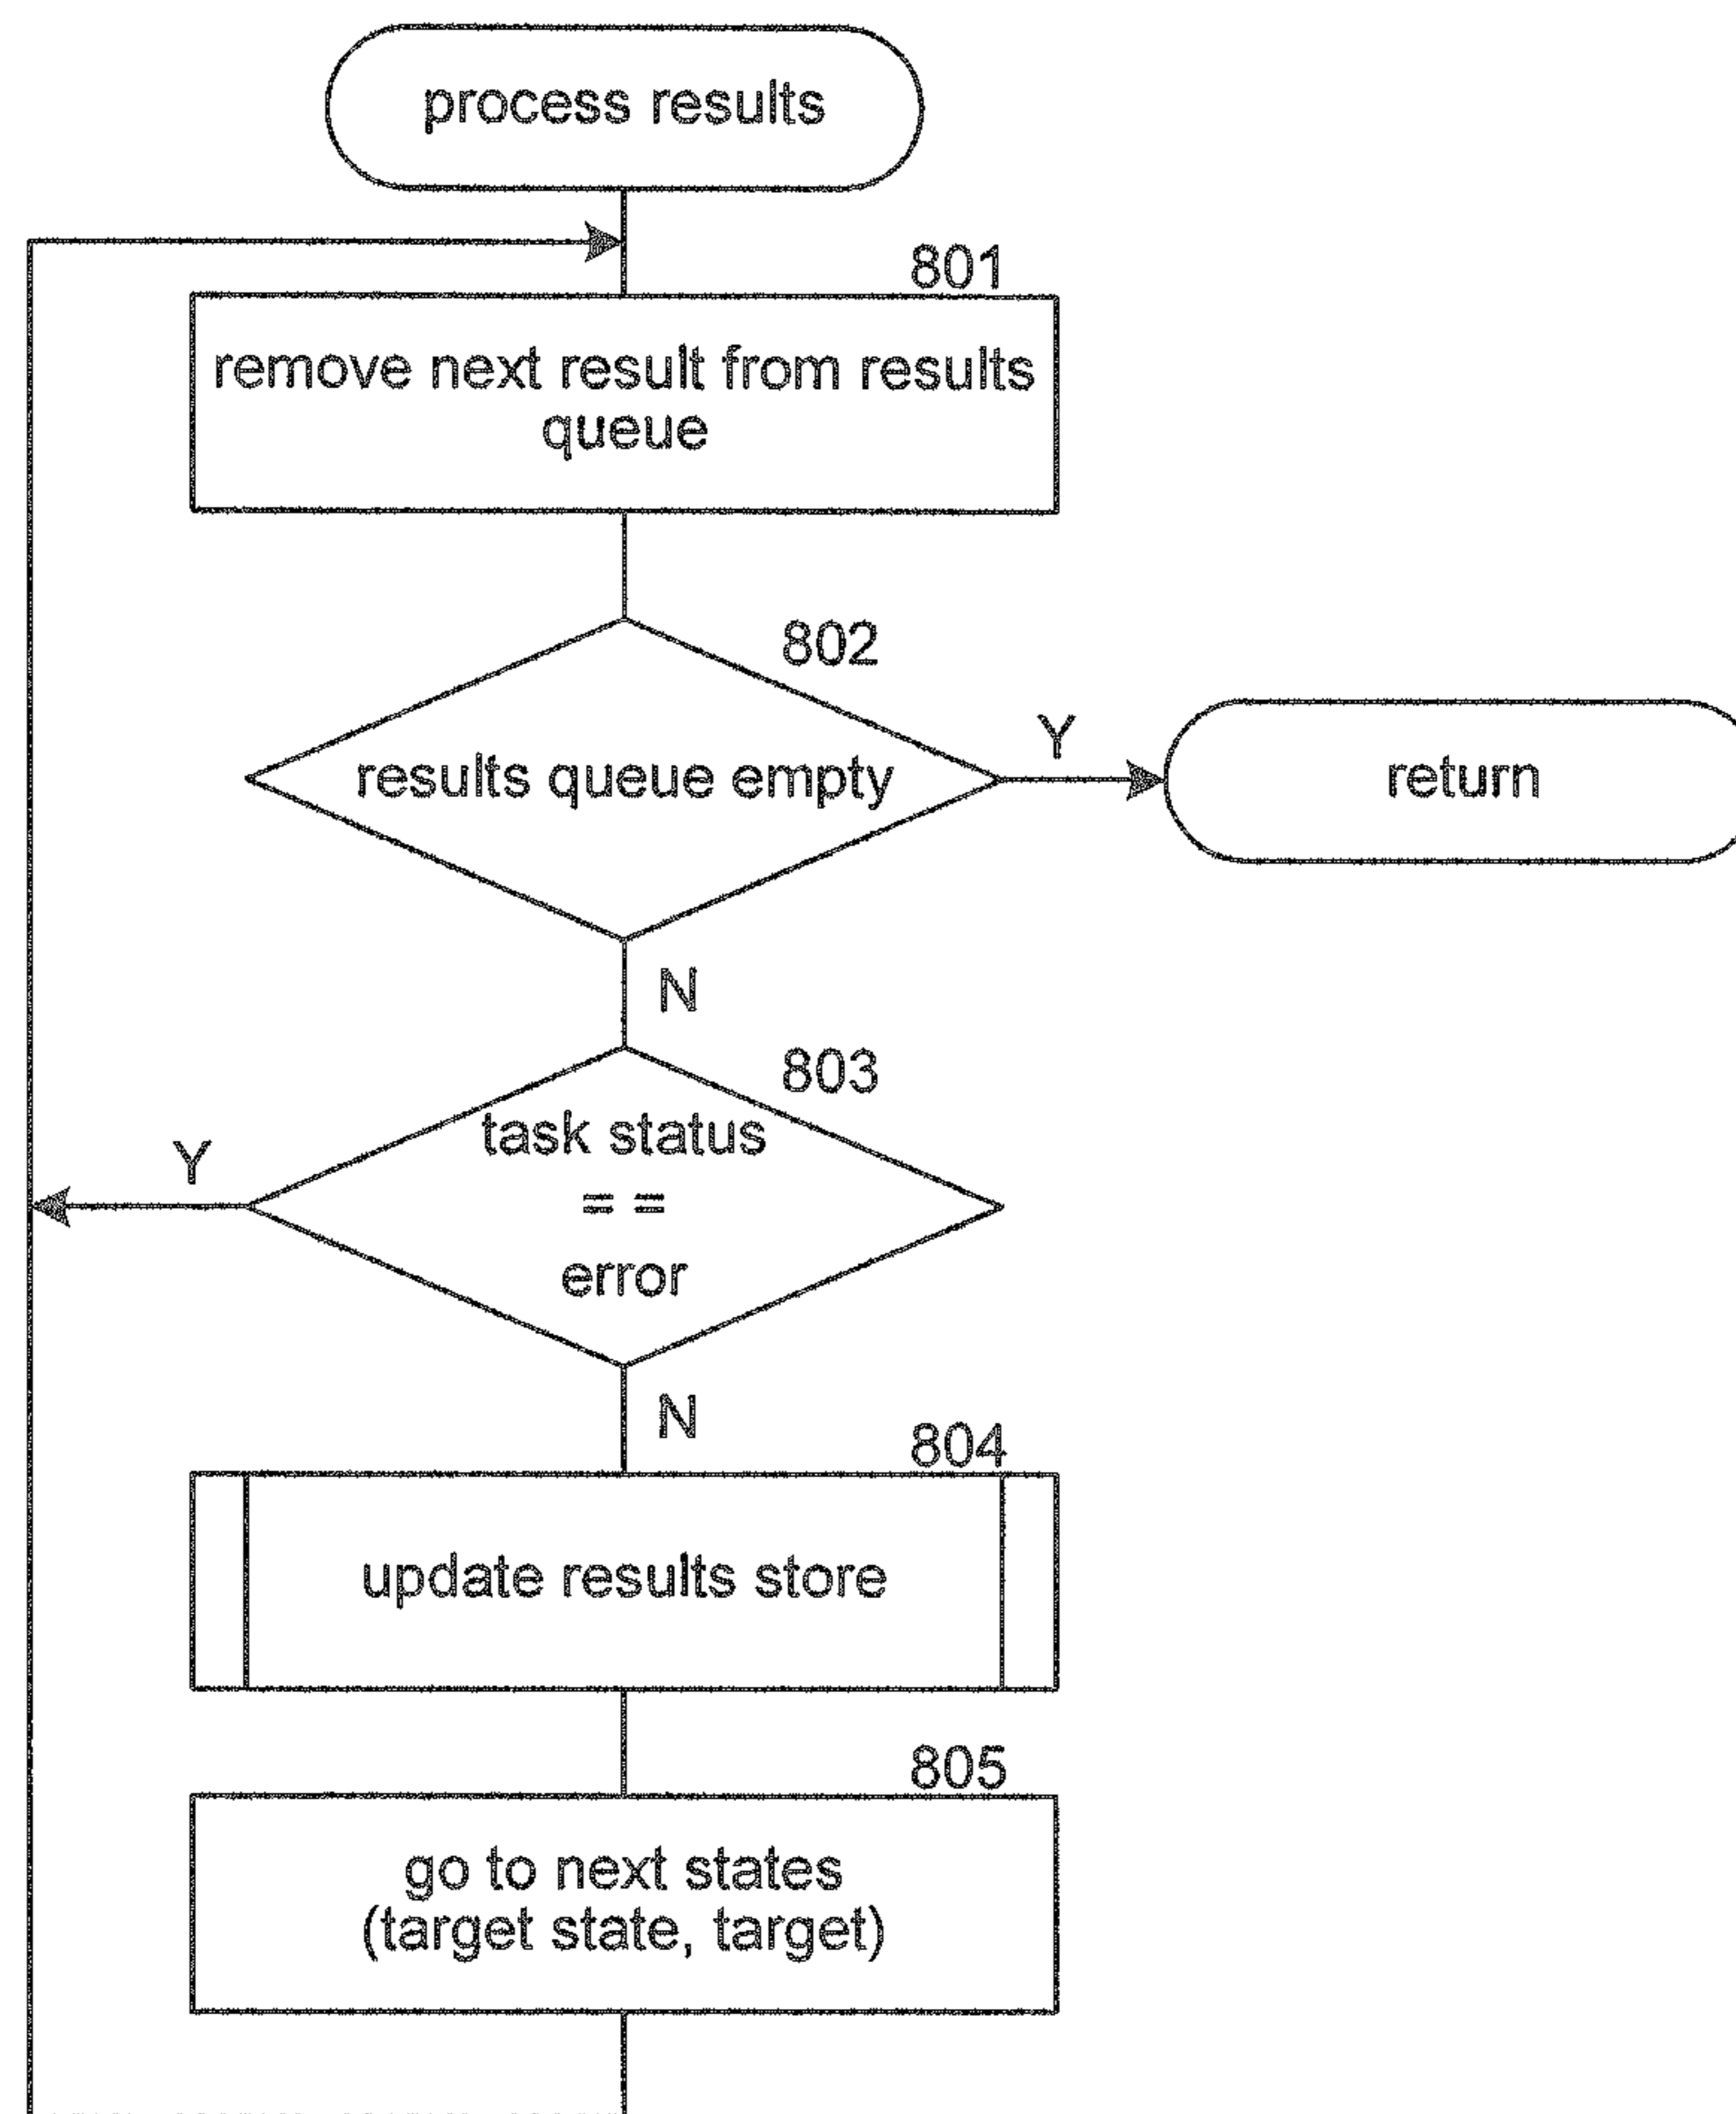 process results
801
remove next result from results
queue
802
results queue empty
Y
return
N
803
task status
= =
error
Y
N
804
update results store
805
go to next states
(target state, target)